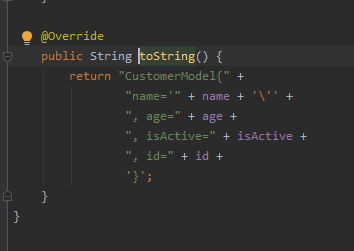 }
@Override
public String toString() {
return "CustomerModel{" +
"name='" + name + '\'' +
", age=" + age +
", isActive=" + isActive +
", id=" + id +
'}';
}
}